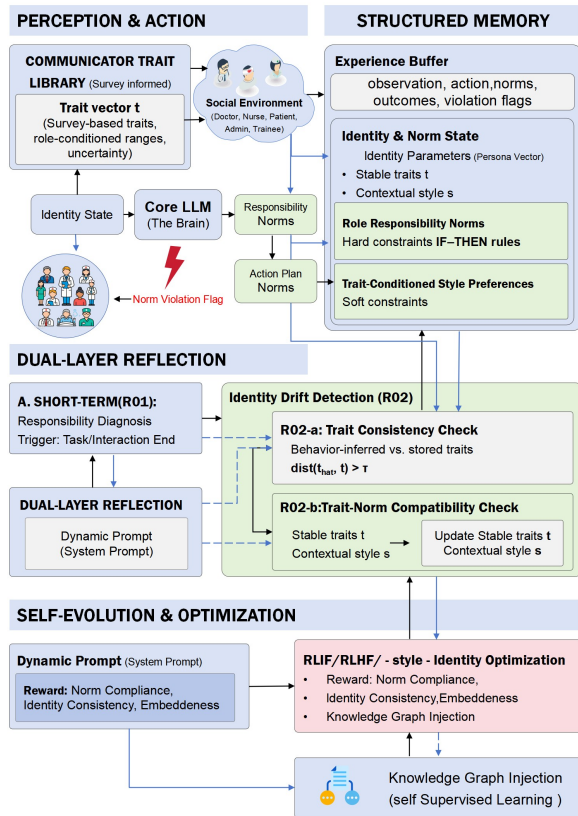 PERCEPTION & ACTION
COMMUNICATOR TRAIT
LIBRARY (Survey informed)
Trait vector t
(Survey-based traits,
role-conditioned ranges,
uncertainty)
Social Environment
(Doctor, Nurse, Patient,
Admin, Trainee)
Identity State
Core LLM
(The Brain)
Responsibility
Norms
Action Plan
Norms
Norm Violation Flag
STRUCTURED MEMORY
Experience Buffer
observation, action,norms,
outcomes, violation flags
Identity & Norm State
Identity Parameters (Persona Vector)
• Stable traits t
• Contextual style s
Role Responsibility Norms
Hard constraints IF–THEN rules
Trait-Conditioned Style Preferences
Soft constraints
DUAL-LAYER REFLECTION
A. SHORT-TERM(R01):
Responsibility Diagnosis
Trigger: Task/Interaction End
DUAL-LAYER REFLECTION
Dynamic Prompt
(System Prompt)
Identity Drift Detection (R02)
R02-a: Trait Consistency Check
Behavior-inferred vs. stored traits
dist(that, t) > τ
R02-b:Trait-Norm Compatibility Check
Stable traits t
Contextual style s
Update Stable traits t
Contextual style s
SELF-EVOLUTION & OPTIMIZATION
Dynamic Prompt (System Prompt)
Reward: Norm Compliance,
Identity Consistency, Embeddeness
RLIF/RLHF/ - style - Identity Optimization
• Reward: Norm Compliance,
• Identity Consistency,Embeddeness
• Knowledge Graph Injection
Knowledge Graph Injection
(self Supervised Learning )